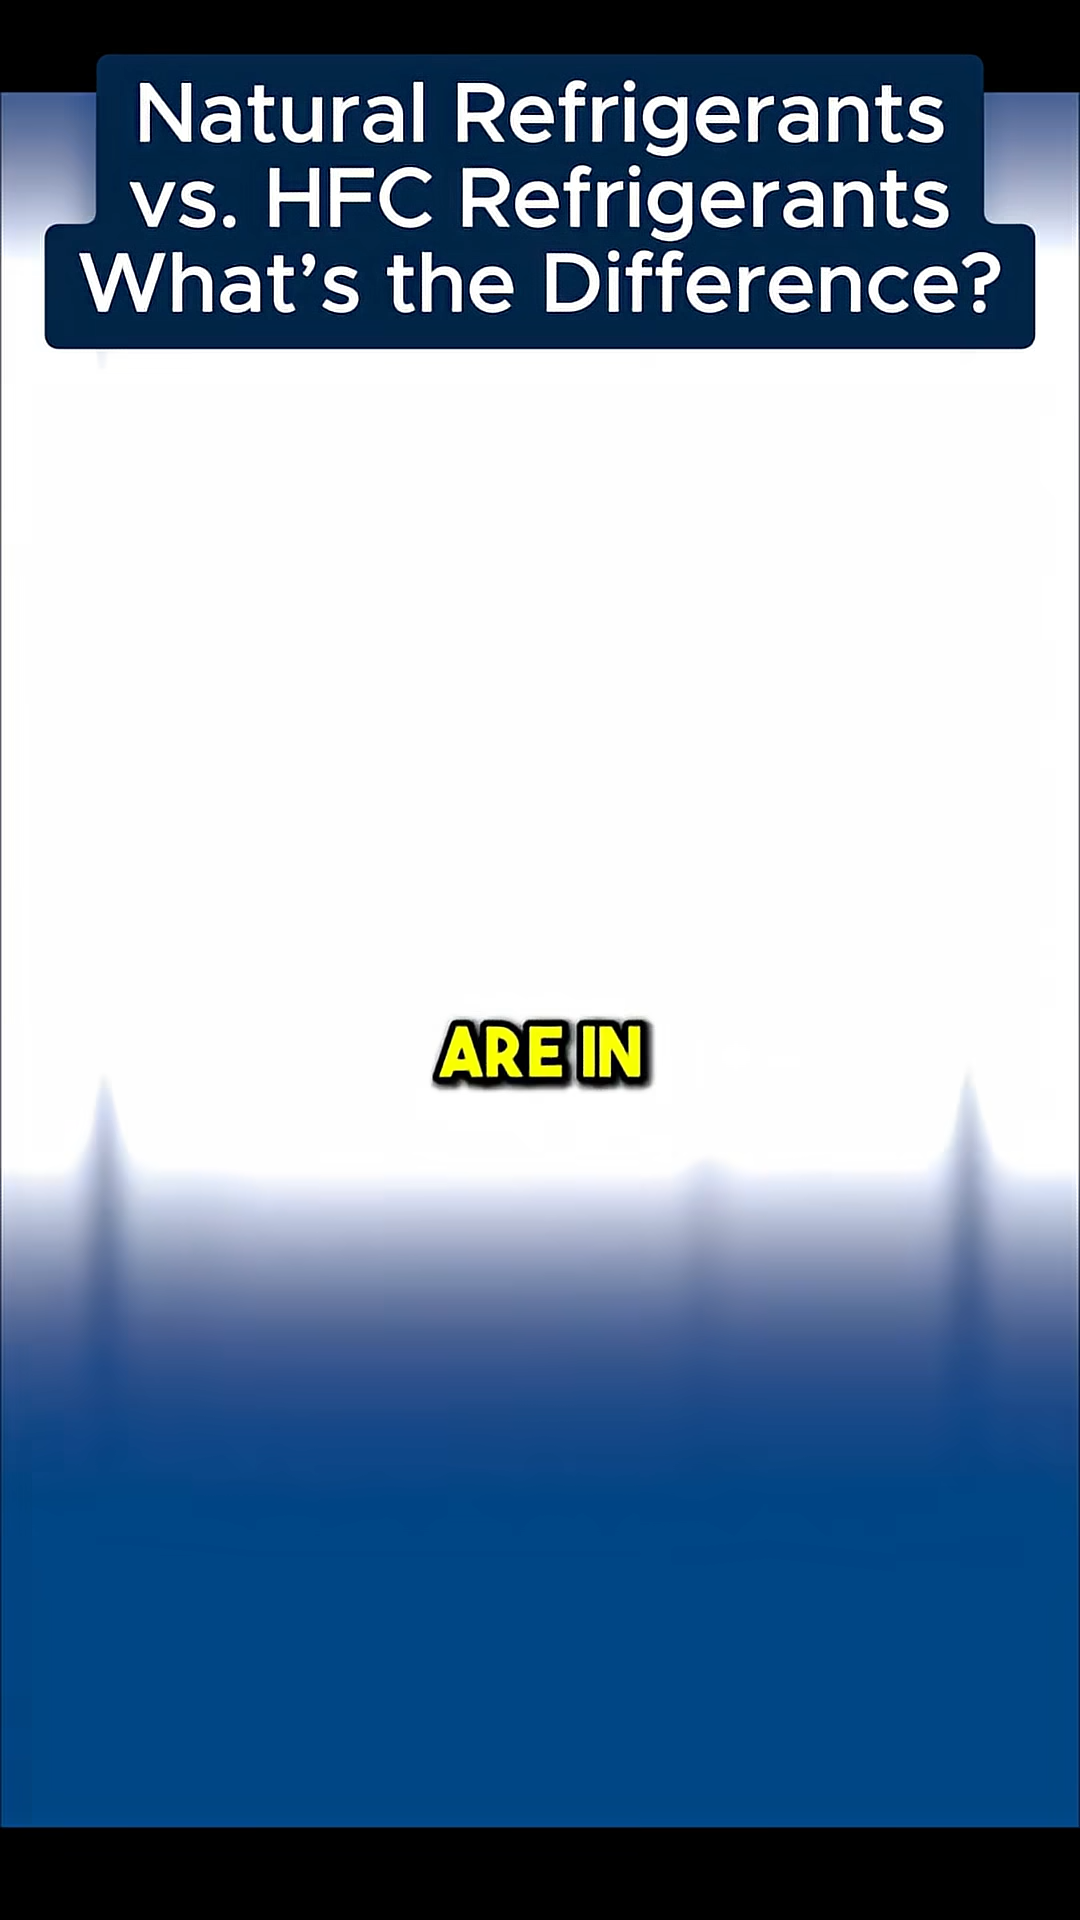 Natural Refrigerants
vs. HFC Refrigerants
What’s the Difference?
ARE IN